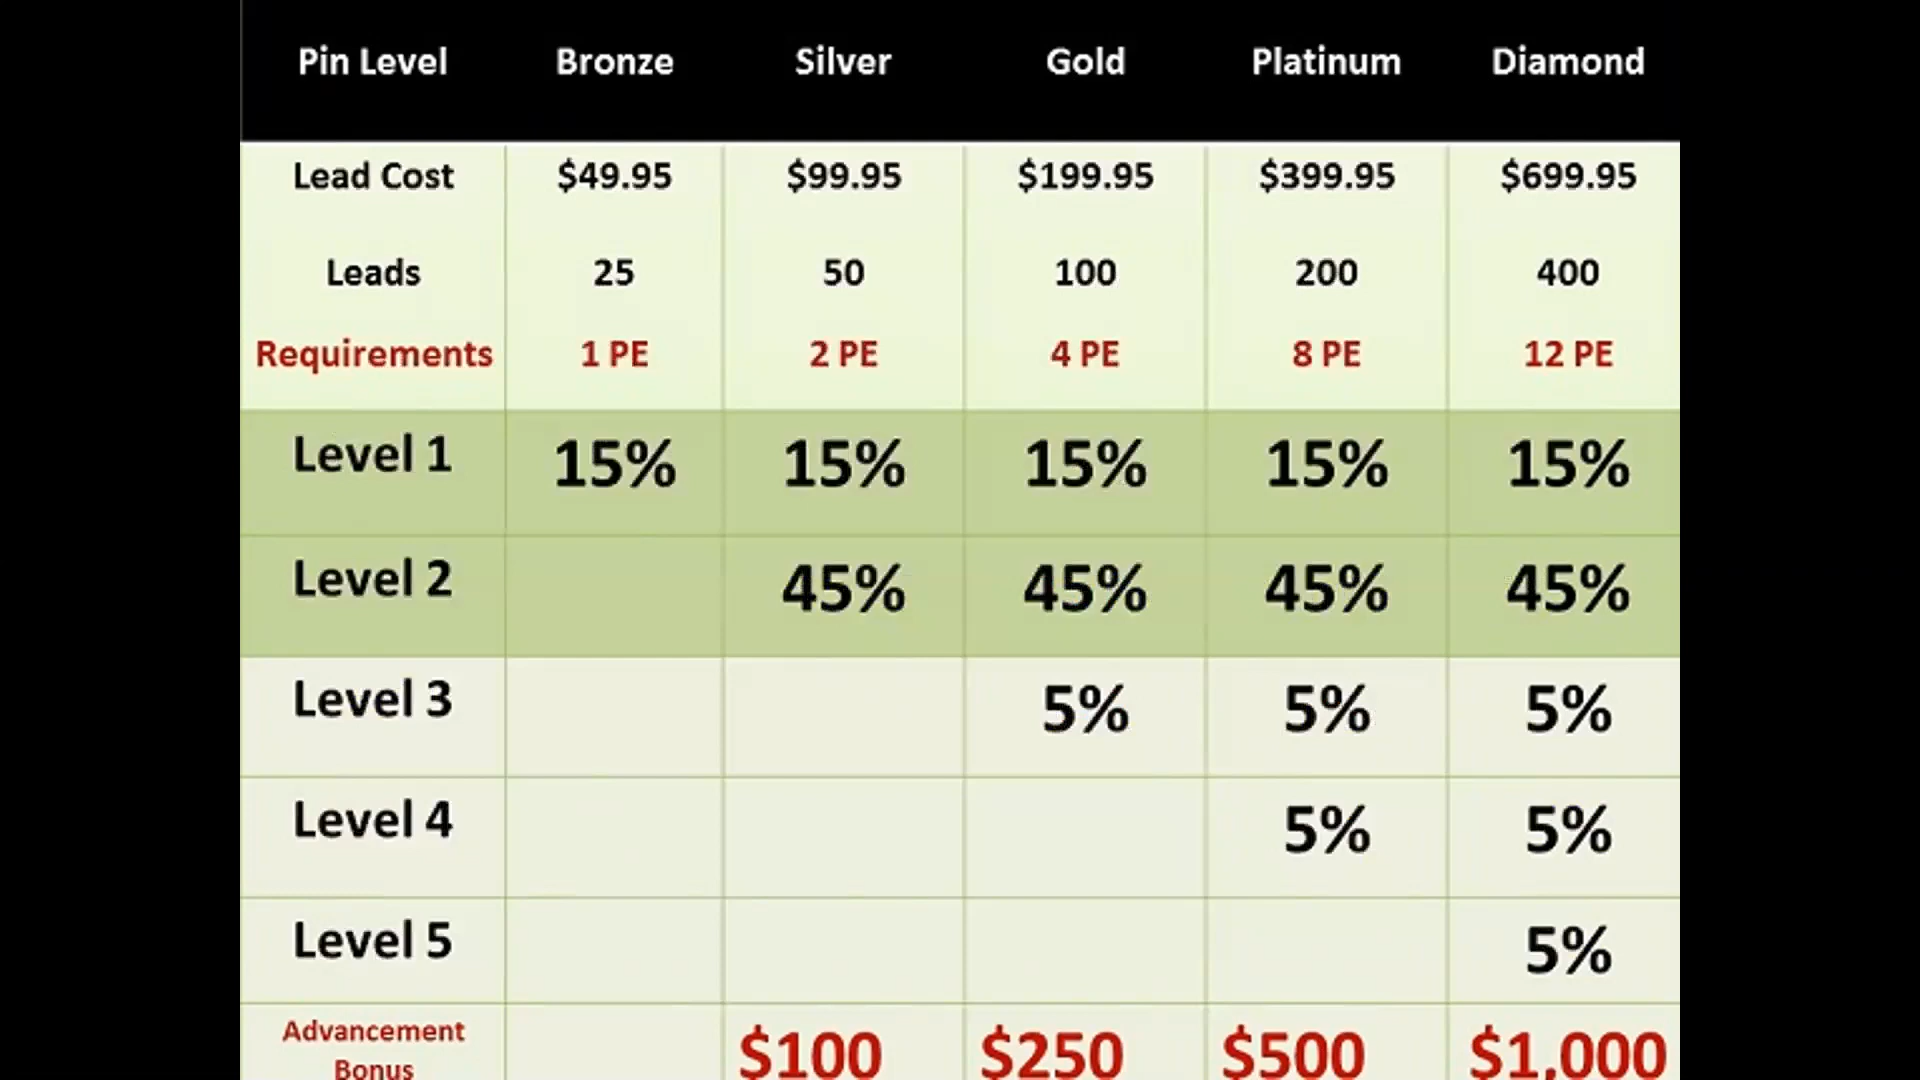 Pin Level Bronze Silver Gold Platinum Diamond
Lead Cost $49.95 $99.95 $199.95 $399.95 $699.95
Leads 25 50 100 200 400
Requirements 1 PE 2 PE 4 PE 8 PE 12 PE
Level 1 15% 15% 15% 15% 15%
Level 2 45% 45% 45% 45%
Level 3 5% 5% 5%
Level 4 5% 5%
Level 5 5%
Advancement
Bonus $100 $250 $500 $1,000